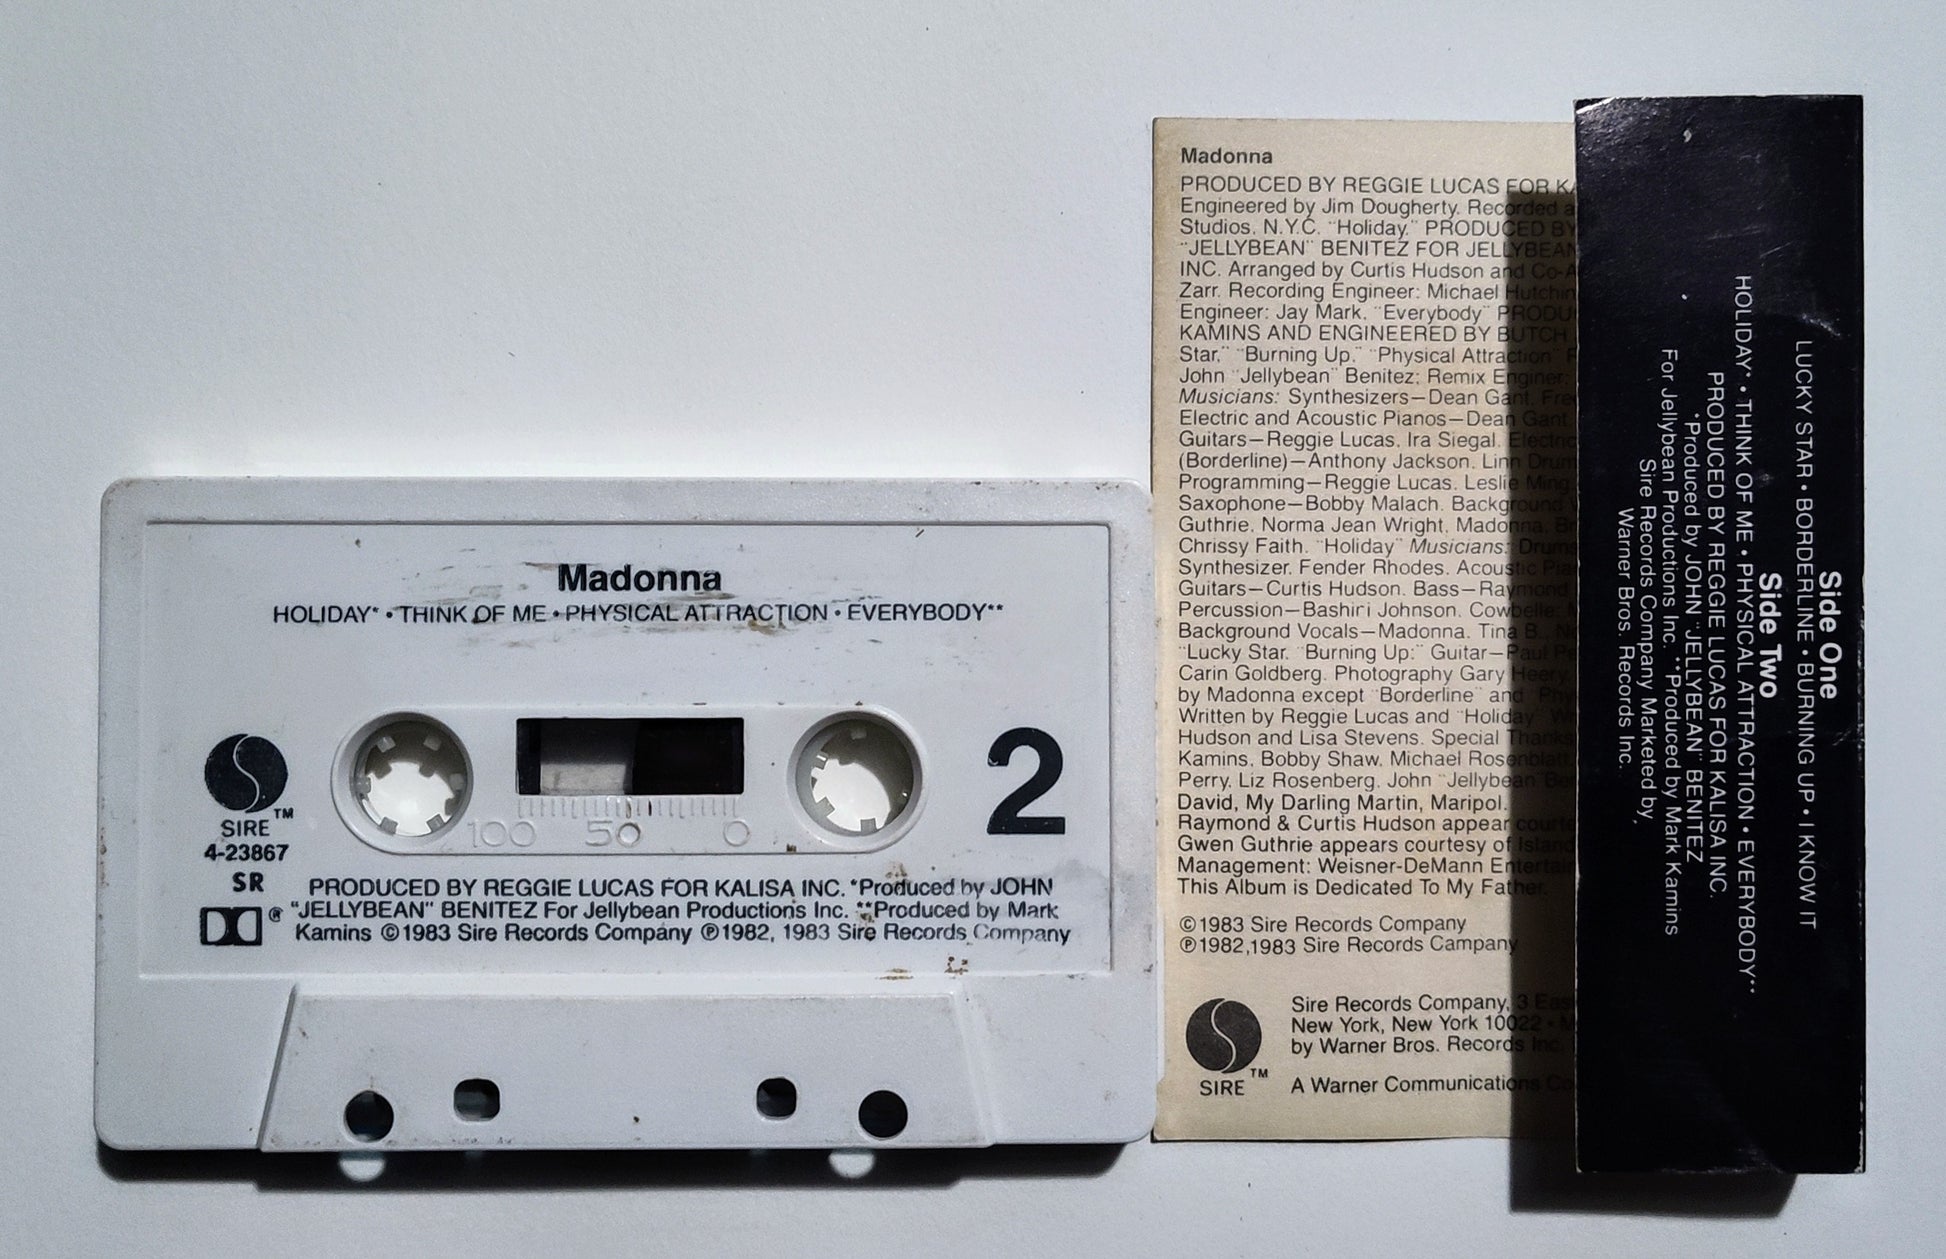 Madonna
HOLIDAY* • THINK OF ME • PHYSICAL ATTRACTION • EVERYBODY**
2
SIRE™
4-23867
SR
100 50 0
PRODUCED BY REGGIE LUCAS FOR KALISA INC. *Produced by JOHN
®"JELLYBEAN" BENITEZ For Jellybean Productions Inc. **Produced by Mark
Kamins ©1983 Sire Records Company ℗1982, 1983 Sire Records Company
Madonna
PRODUCED BY REGGIE LUCAS FOR
Engineered by Jim Dougherty. Recorded
Studios, N.Y.C. "Holiday." PRODUCED BY
"JELLYBEAN" BENITEZ FOR JELLYBEAN
INC. Arranged by Curtis Hudson and
Zarr. Recording Engineer: Michael
Engineer: Jay Mark. "Everybody"
KAMINS AND ENGINEERED BY BUTCH
Star," "Burning Up," "Physical Attraction"
John "Jellybean" Benitez; Remix Enginer:
Musicians: Synthesizers—Dean Gant,
Electric and Acoustic Pianos—Dean Gant.
Guitars—Reggie Lucas, Ira Siegal.
(Borderline)—Anthony Jackson. Linn
Programming—Reggie Lucas. Leslie Ming
Saxophone—Bobby Malach. Background
Guthrie, Norma Jean Wright, Madonna.
Chrissy Faith. "Holiday" Musicians:
Synthesizer, Fender Rhodes, Acoustic
Guitars—Curtis Hudson. Bass—Raymond
Percussion—Bashiri Johnson. Cowbelle:
Background Vocals—Madonna, Tina B.,
"Lucky Star, "Burning Up:" Guitar—Paul
Carin Goldberg. Photography Gary Heery.
by Madonna except "Borderline" and
Written by Reggie Lucas and "Holiday"
Hudson and Lisa Stevens. Special Thanks
Kamins, Bobby Shaw, Michael Rosenblatt,
Perry, Liz Rosenberg, John "Jellybean"
David, My Darling Martin, Maripol.
Raymond & Curtis Hudson appear
Gwen Guthrie appears courtesy of Island
Management: Weisner-DeMann
This Album is Dedicated To My Father.
©1983 Sire Records Company
℗1982,1983 Sire Records Campany
SIRE™
Sire Records Company, 3
New York, New York 10022 •
by Warner Bros. Records Inc.
A Warner Communications
Side One
LUCKY STAR • BORDERLINE • BURNING UP • I KNOW IT
Side Two
HOLIDAY* • THINK OF ME • PHYSICAL ATTRACTION • EVERYBODY**
PRODUCED BY REGGIE LUCAS FOR KALISA INC.
*Produced by JOHN "JELLYBEAN" BENITEZ
For Jellybean Productions Inc. **Produced by Mark Kamins
Sire Records Company Marketed by,
Warner Bros. Records Inc.